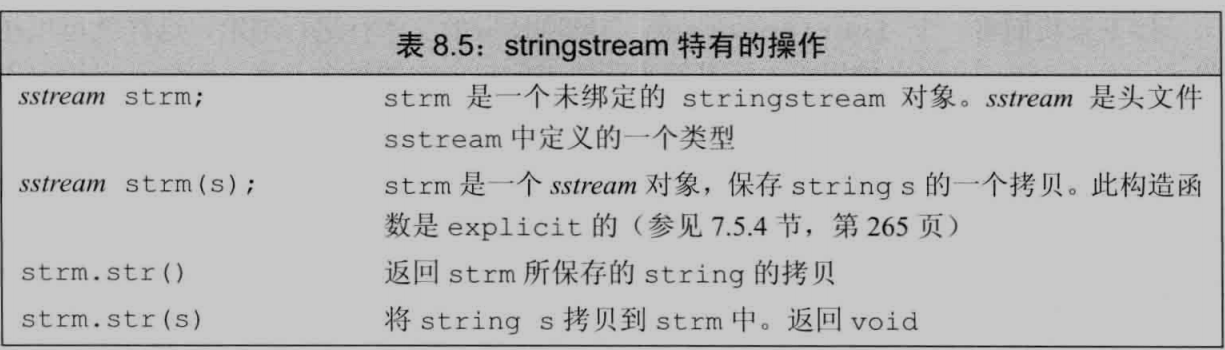 表 8.5：stringstream 特有的操作
sstream strm; strm 是一个未绑定的 stringstream 对象。sstream 是头文件
sstream 中定义的一个类型
sstream strm(s); strm 是一个 sstream 对象，保存 string s 的一个拷贝。此构造函
数是 explicit 的（参见 7.5.4 节，第 265 页）
strm.str() 返回 strm 所保存的 string 的拷贝
strm.str(s) 将 string s 拷贝到 strm 中。返回 void